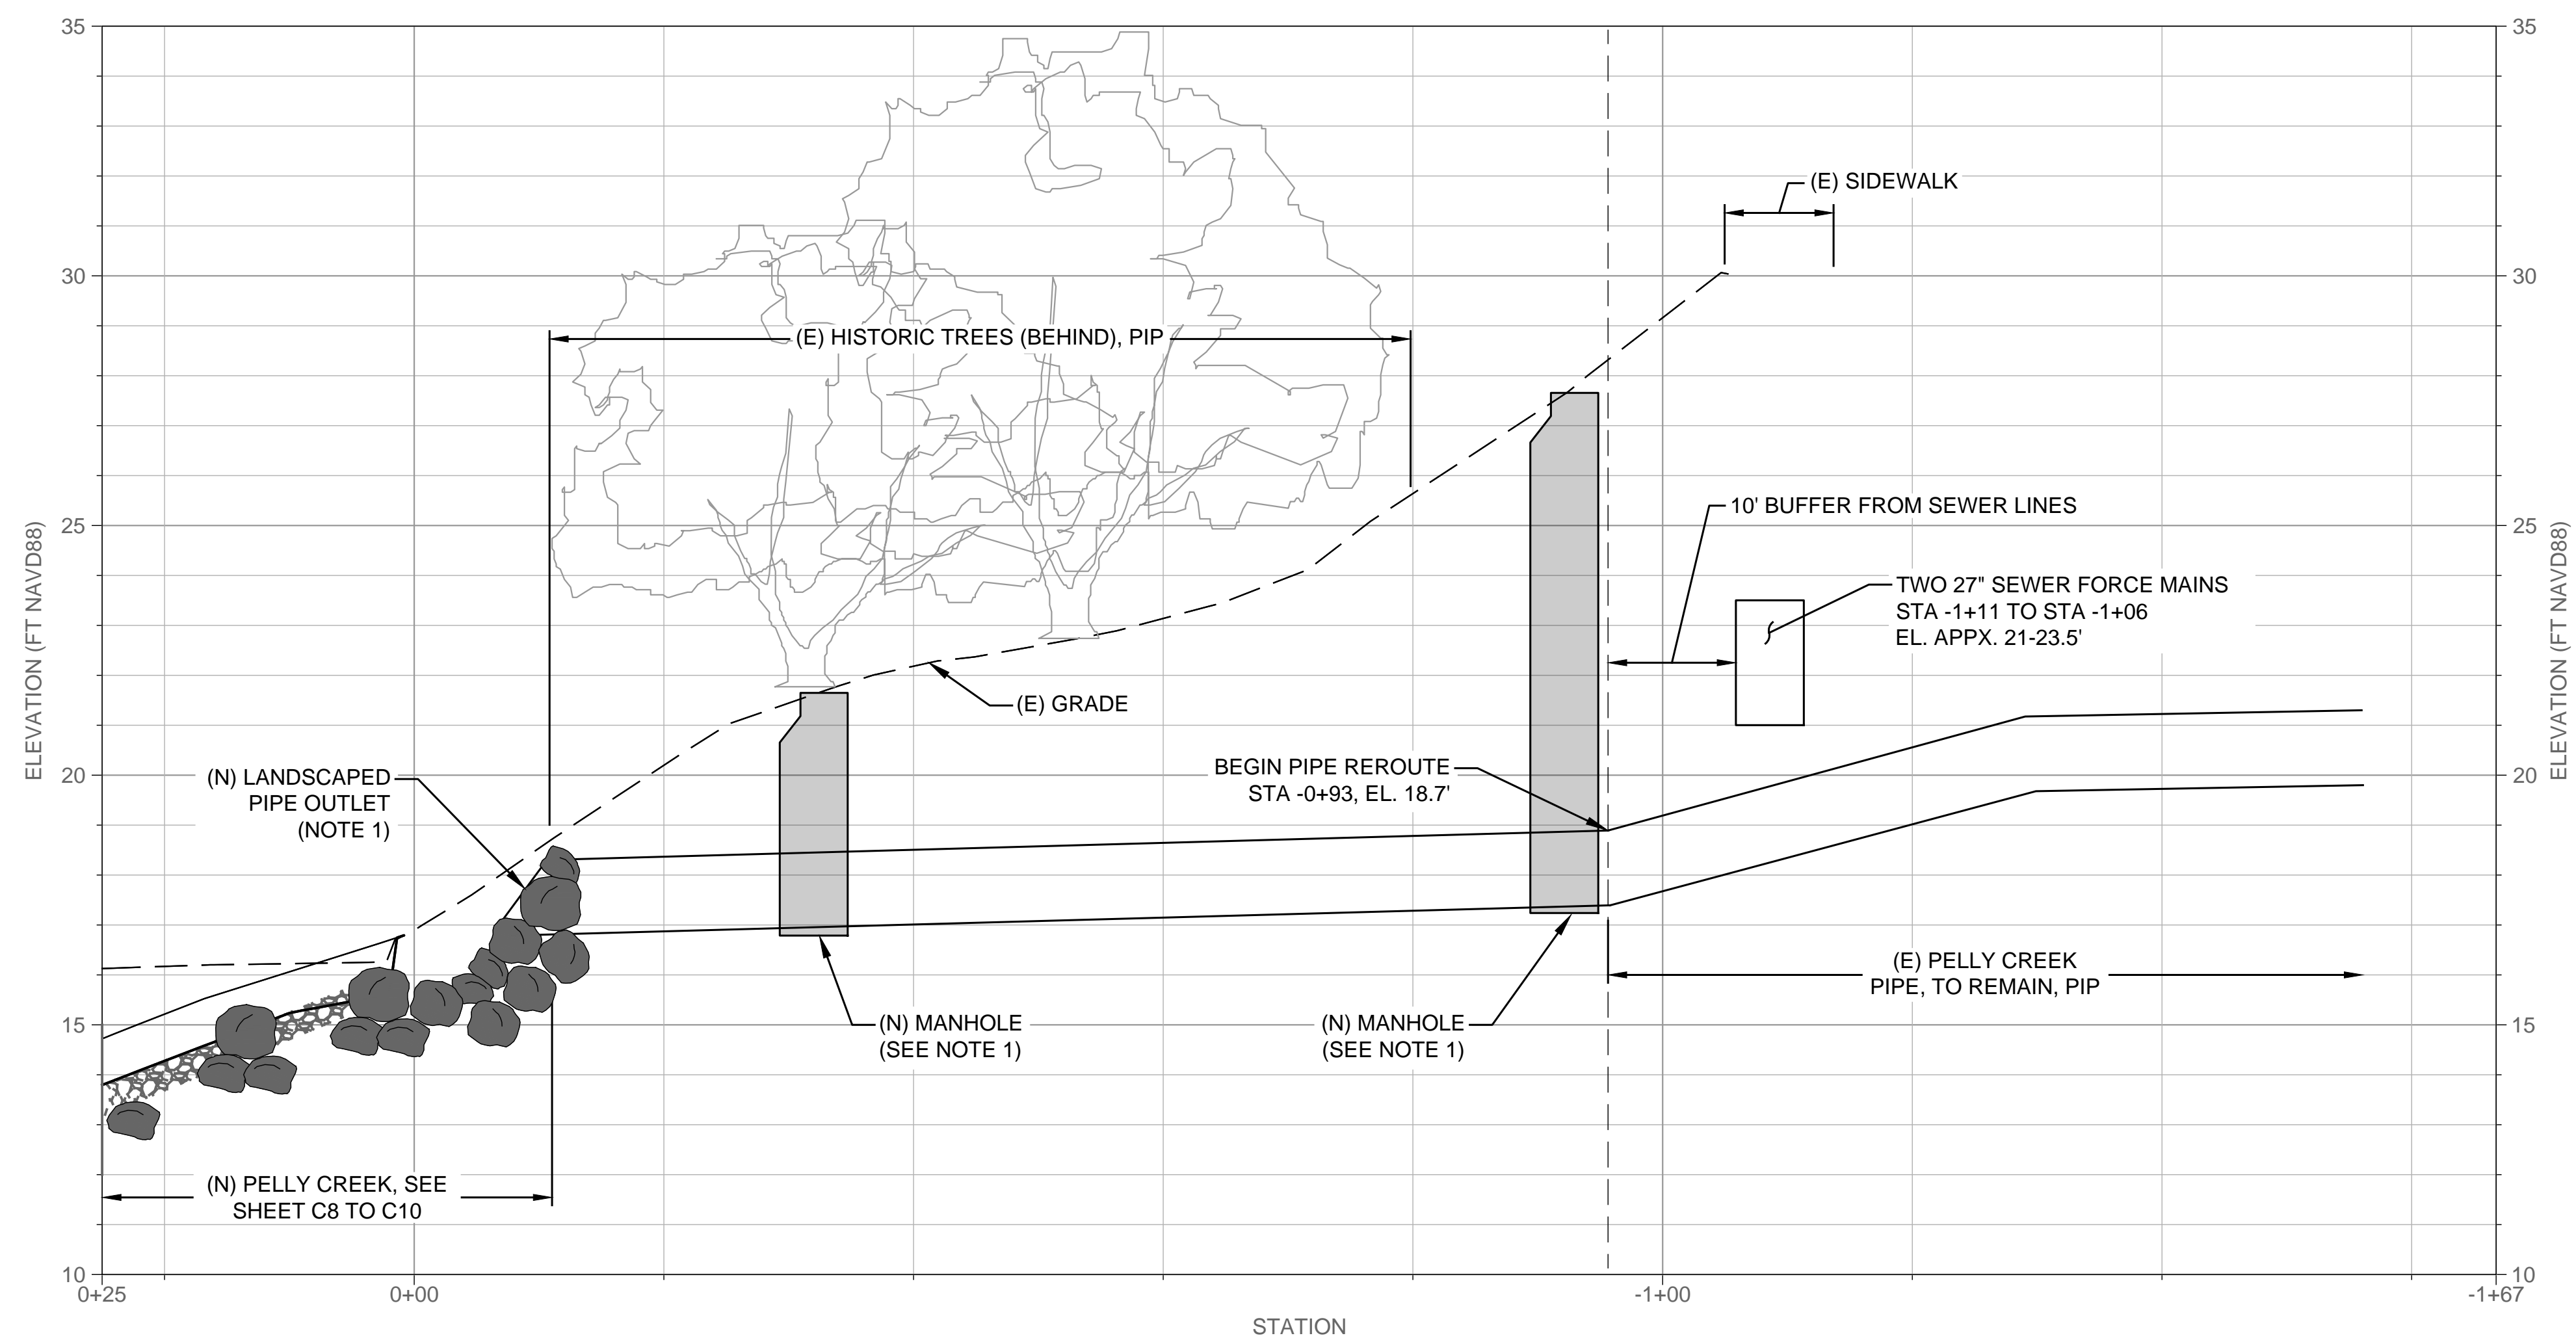 35
35
(E) SIDEWALK
30
30
(E) HISTORIC TREES (BEHIND), PIP
10' BUFFER FROM SEWER LINES
25
25
TWO 27" SEWER FORCE MAINS
STA -1+11 TO STA -1+06
EL. APPX. 21-23.5'
ELEVATION (FT NAVD88)
ELEVATION (FT NAVD88)
(E) GRADE
20
20
(N) LANDSCAPED
PIPE OUTLET
(NOTE 1)
BEGIN PIPE REROUTE
STA -0+93, EL. 18.7'
(E) PELLY CREEK
PIPE, TO REMAIN, PIP
15
15
(N) MANHOLE
(SEE NOTE 1)
(N) MANHOLE
(SEE NOTE 1)
(N) PELLY CREEK, SEE
SHEET C8 TO C10
10
10
0+25
0+00
-1+00
-1+67
STATION